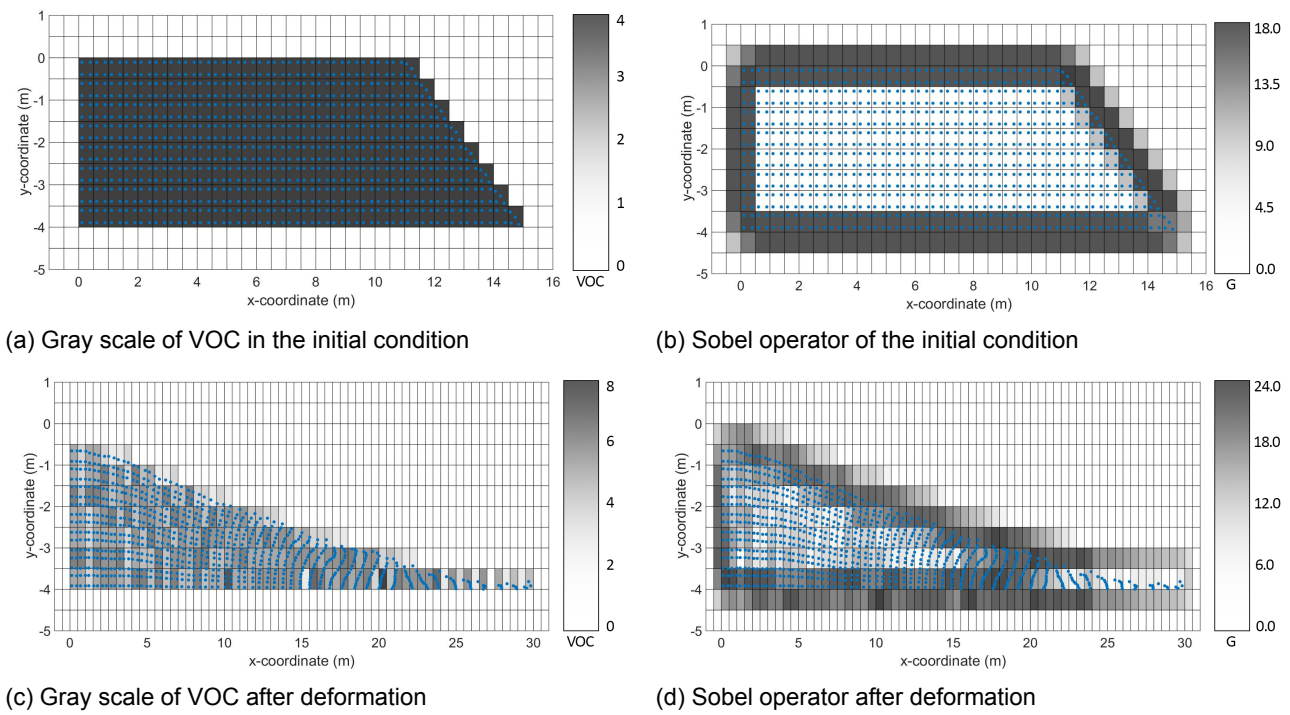 1
0
-1
-2
-3
-4
-5
y-coordinate (m)
0 2 4 6 8 10 12 14 16
x-coordinate (m)
4
3
2
1
0
VOC
(a) Gray scale of VOC in the initial condition
1
0
-1
-2
-3
-4
-5
y-coordinate (m)
0 2 4 6 8 10 12 14 16
x-coordinate (m)
18.0
13.5
9.0
4.5
0.0
G
(b) Sobel operator of the initial condition
1
0
-1
-2
-3
-4
-5
y-coordinate (m)
0 5 10 15 20 25 30
x-coordinate (m)
8
6
4
2
0
VOC
(c) Gray scale of VOC after deformation
1
0
-1
-2
-3
-4
-5
y-coordinate (m)
0 5 10 15 20 25 30
x-coordinate (m)
24.0
18.0
12.0
6.0
0.0
G
(d) Sobel operator after deformation